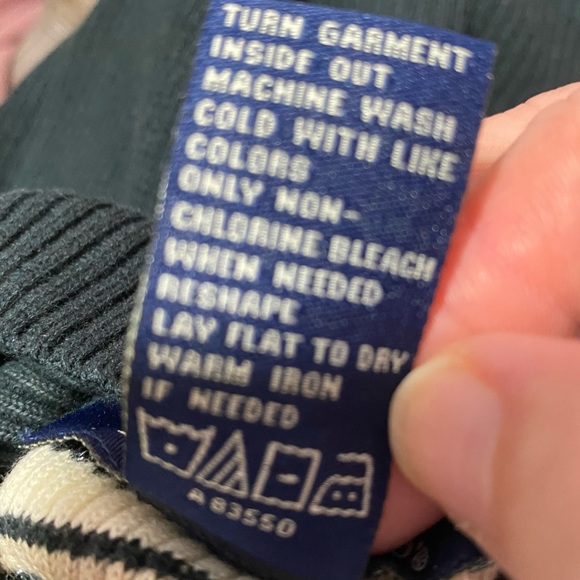 TURN GARMENT
INSIDE OUT
MACHINE WASH
COLD WITH LIKE
COLORS
ONLY NON-
CHLORINE BLEACH
WHEN NEEDED
RESHAPE
LAY FLAT TO DRY
WARM IRON
IF NEEDED
A 83550